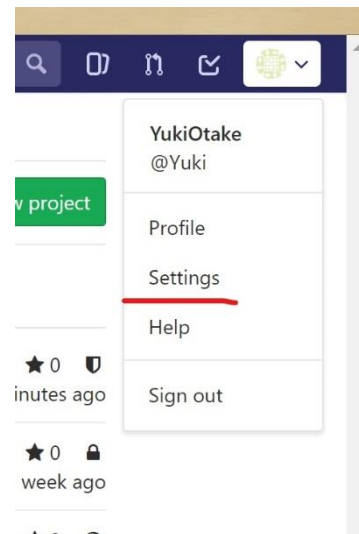 YukiOtake
@Yuki
w project
Profile
Settings
Help
0
inutes ago
Sign out
0
week ago